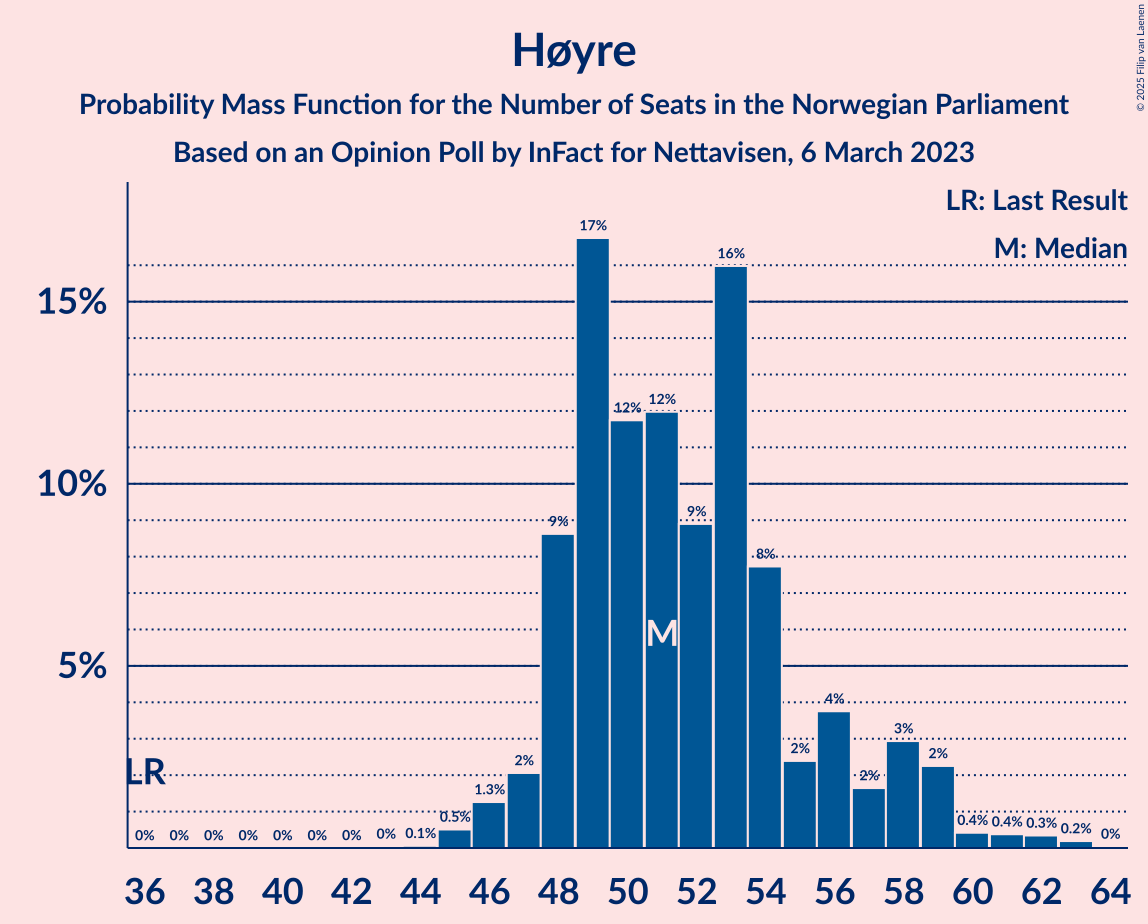 Høyre
Probability Mass Function for the Number of Seats in the Norwegian Parliament
Based on an Opinion Poll by InFact for Nettavisen, 6 March 2023
© 2025 Filip van Laenen
LR: Last Result
M: Median
15%
10%
5%
LR
M
0% 0% 0% 0% 0% 0% 0% 0% 0.1% 0.5% 1.3% 2% 9% 17% 12% 12% 9% 16% 8% 2% 4% 2% 3% 2% 0.4% 0.4% 0.3% 0.2% 0%
36 38 40 42 44 46 48 50 52 54 56 58 60 62 64